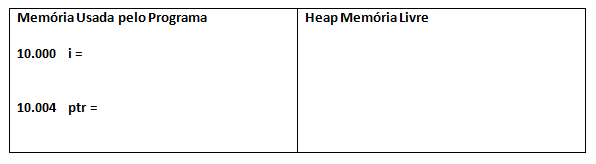 Memória Usada pelo Programa
Heap Memória Livre
10.000 i =
10.004 ptr =